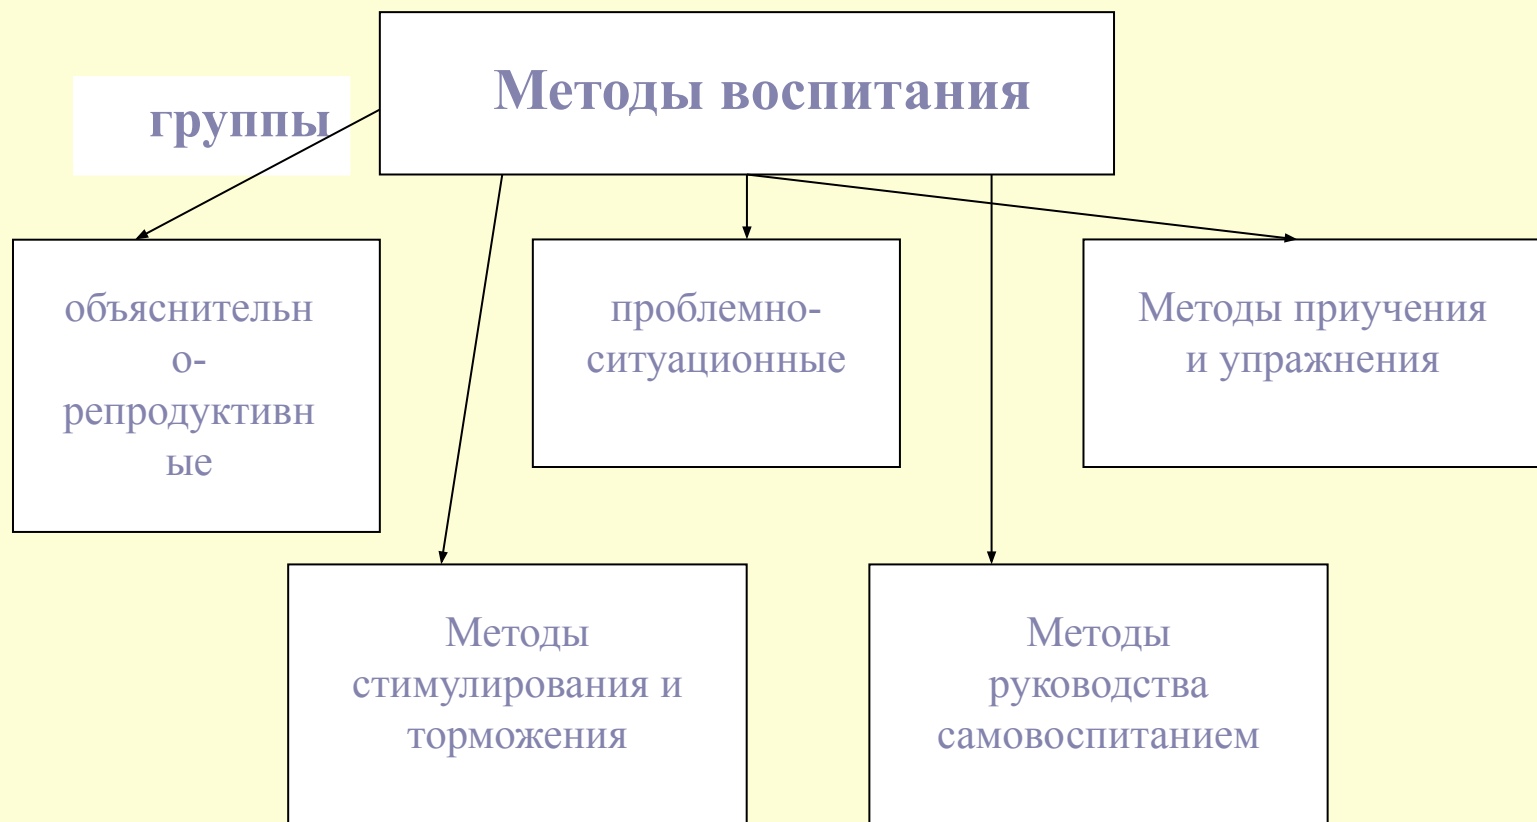 Методы воспитания
группы
объяснительн
о-
репродуктивн
ые
проблемно-
ситуационные
Методы приучения
и упражнения
Методы
стимулирования и
торможения
Методы
руководства
самовоспитанием